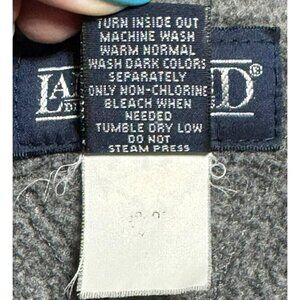 TURN INSIDE OUT
MACHINE WASH
WARM NORMAL
WASH DARK COLORS
SEPARATELY
ONLY NON-CHLORINE
BLEACH WHEN
NEEDED
TUMBLE DRY LOW
DO NOT
STEAM PRESS